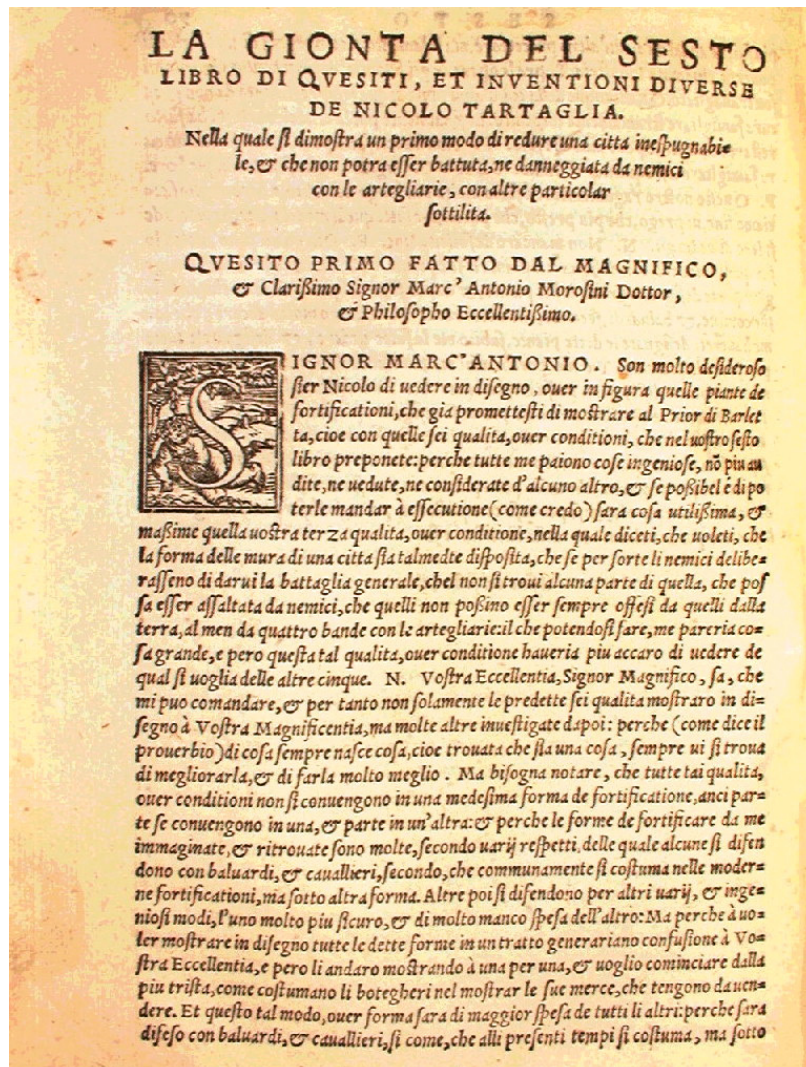 LA GIONTA DEL SESTO
LIBRO DI QVESITI, ET INVENTIONI DIVERSE
DE NICOLO TARTAGLIA.
Nella quale si dimostra un primo modo di redure una citta inespugnabi=
le, & che non potra esser battuta, ne danneggiata da nemici
con le artegliarie, con altre particolar
sottilita.
QVESITO PRIMO FATTO DAL MAGNIFICO,
& Clarißimo Signor Marc'Antonio Morosini Dottor,
& Philosopho Eccellentißimo.
SIGNOR MARC'ANTONIO. Son molto desideroso
sier Nicolo di uedere in disegno, ouer in figura quelle piante de
fortificationi, che gia promettesti di mostrare al Prior di Barlet
ta, cioe con quelle sei qualita, ouer conditioni, che nel uostro sesto
libro preponete: perche tutte me paiono cose ingeniose, nō piu au
dite, ne uedute, ne considerate d'alcuno altro, & se poßibel è di po
terle mandar à essecutione (come credo) sara cosa utilißima, &
maßime quella uostra terza qualita, ouer conditione, nella quale diceti, che uoleti, che
la forma delle mura di una citta sia talmedte disposita, che se per sorte li nemici delibe=
rasseno di darui la battaglia generale, chel non si troui alcuna parte di quella, che pos
sa esser assaltata da nemici, che quelli non poßino esser sempre offesi da quelli dalla
terra, al men da quattro bande con le artegliarie: il che potendosi fare, me pareria co=
sa grande, e pero questa tal qualita, ouer conditione haueria piu accaro di uedere de
qual si uoglia delle altre cinque. N. Vostra Eccellentia, Signor Magnifico, sa, che
mi puo comandare, & per tanto non solamente le predette sei qualita mostraro in di=
segno à Vostra Magnificentia, ma molte altre inuestigate dapoi: perche (come dice il
prouerbio) di cosa sempre nasce cosa, cioe trouata che sia una cosa, sempre ui si troua
di megliorarla, & di farla molto meglio. Ma bisogna notare, che tutte tai qualita,
ouer conditioni non si conuengono in una medesima forma de fortificatione, anci par=
te se conuengono in una, & parte in un'altra: & perche le forme de fortificare da me
immaginate, & ritrouate sono molte, secondo uarij respetti, delle quale alcune si difen
dono con baluardi, & cauallieri, secondo, che communamente si costuma nelle moder=
ne fortificationi, ma sotto altra forma. Altre poi si difendono per altri uarij, & inge=
niosi modi, l'uno molto piu sicuro, & di molto manco spesa dell'altro: Ma perche à uo=
ler mostrare in disegno tutte le dette forme in un tratto generariano confusione à Vo=
stra Eccellentia, e pero li andaro mostrando à una per una, & uoglio cominciare dalla
piu trista, come costumano li botegheri nel mostrar le sue merce, che tengono da uen=
dere. Et questo tal modo, ouer forma sara di maggior spesa de tutti li altri: perche sara
difeso con baluardi, & cauallieri, si come, che alli presenti tempi si costuma, ma sotto